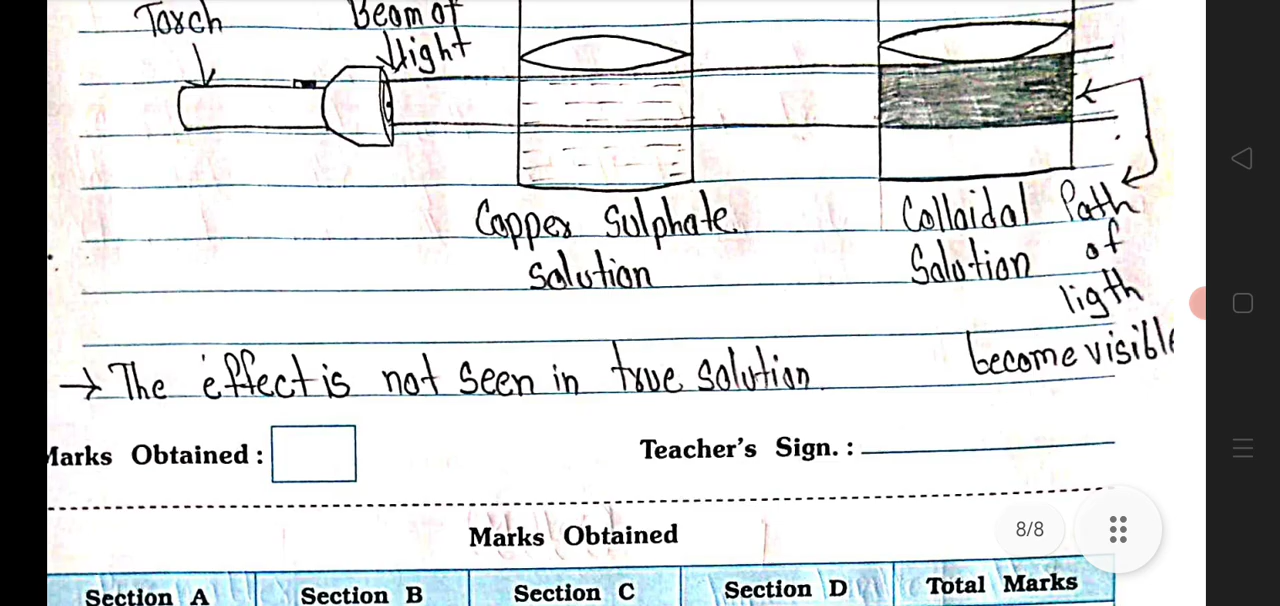 Torch
Beam of
light
Copper Sulphate
Solution
Colloidal
Solution
Path
of
ligth
become visible
→ The effect is not seen in true solution.
Marks Obtained :
Teacher's Sign. :
Marks Obtained
8/8
Section A
Section B
Section C
Section D
Total Marks